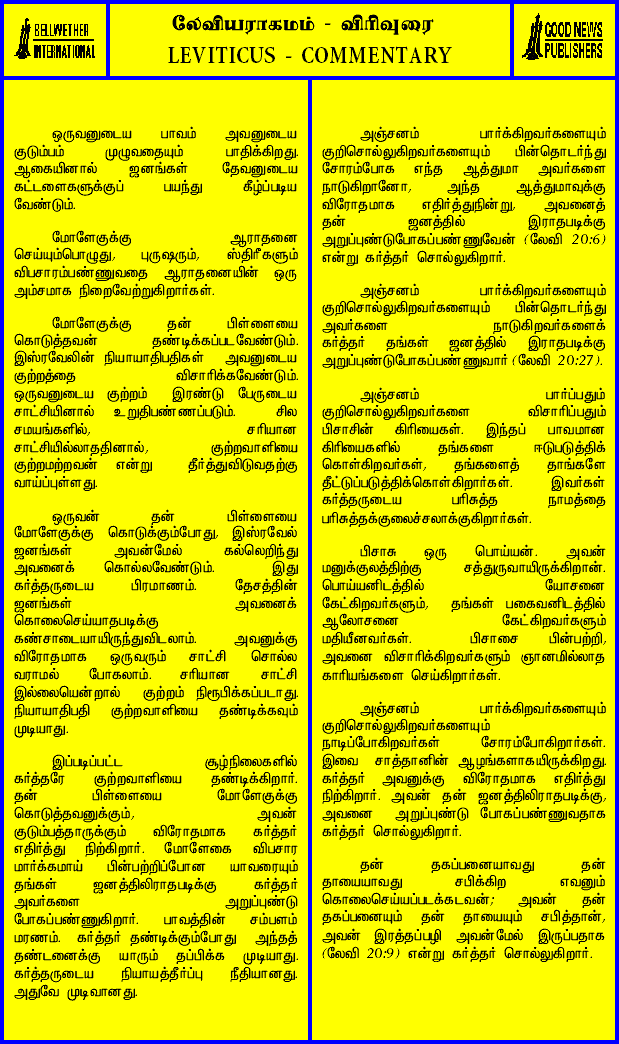 BELLWETHER
INTERNATIONAL
லேவியராகமம் - விரிவுரை
LEVITICUS - COMMENTARY
GOOD NEWS
PUBLISHERS
ஒருவனுடைய பாவம் அவனுடைய
குடும்பம் முழுவதையும் பாதிக்கிறது.
ஆகையினால் ஜனங்கள் தேவனுடைய
கட்டளைகளுக்குப் பயந்து கீழ்ப்படிய
வேண்டும்.
மோளேகுக்கு ஆராதனை
செய்யும்பொழுது, புருஷரும், ஸ்திரீகளும்
விபசாரம்பண்ணுவதை ஆராதனையின் ஒரு
அம்சமாக நிறைவேற்றுகிறார்கள்.
மோளேகுக்கு தன் பிள்ளையை
கொடுத்தவன் தண்டிக்கப்படவேண்டும்.
இஸ்ரவேலின் நியாயாதிபதிகள் அவனுடைய
குற்றத்தை விசாரிக்கவேண்டும்.
ஒருவனுடைய குற்றம் இரண்டு பேருடைய
சாட்சியினால் உறுதிபண்ணப்படும். சில
சமயங்களில், சரியான
சாட்சியில்லாததினால், குற்றவாளியை
குற்றமற்றவன் என்று தீர்த்துவிடுவதற்கு
வாய்ப்புள்ளது.
ஒருவன் தன் பிள்ளையை
மோளேகுக்கு கொடுக்கும்போது, இஸ்ரவேல்
ஜனங்கள் அவன்மேல் கல்லெறிந்து
அவனைக் கொல்லவேண்டும். இது
கர்த்தருடைய பிரமாணம். தேசத்தின்
ஜனங்கள் அவனைக்
கொலைசெய்யாதபடிக்கு
கண்சாடையாயிருந்துவிடலாம். அவனுக்கு
விரோதமாக ஒருவரும் சாட்சி சொல்ல
வராமல் போகலாம். சரியான சாட்சி
இல்லையென்றால் குற்றம் நிரூபிக்கப்படாது.
நியாயாதிபதி குற்றவாளியை தண்டிக்கவும்
முடியாது.
இப்படிப்பட்ட சூழ்நிலைகளில்
கர்த்தரே குற்றவாளியை தண்டிக்கிறார்.
தன் பிள்ளையை மோளேகுக்கு
கொடுத்தவனுக்கும், அவன்
குடும்பத்தாருக்கும் விரோதமாக கர்த்தர்
எதிர்த்து நிற்கிறார். மோளேகை விபசார
மார்க்கமாய் பின்பற்றிப்போன யாவரையும்
தங்கள் ஜனத்திலிராதபடிக்கு கர்த்தர்
அவர்களை அறுப்புண்டு
போகப்பண்ணுகிறார். பாவத்தின் சம்பளம்
மரணம். கர்த்தர் தண்டிக்கும்போது அந்தத்
தண்டனைக்கு யாரும் தப்பிக்க முடியாது.
கர்த்தருடைய நியாயத்தீர்ப்பு நீதியானது.
அதுவே முடிவானது.
அஞ்சனம் பார்க்கிறவர்களையும்
குறிசொல்லுகிறவர்களையும் பின்தொடர்ந்து
சோரம்போக எந்த ஆத்துமா அவர்களை
நாடுகிறானோ, அந்த ஆத்துமாவுக்கு
விரோதமாக எதிர்த்துநின்று, அவனைத்
தன் ஜனத்தில் இராதபடிக்கு
அறுப்புண்டுபோகப்பண்ணுவேன் (லேவி 20:6)
என்று கர்த்தர் சொல்லுகிறார்.
அஞ்சனம் பார்க்கிறவர்களையும்
குறிசொல்லுகிறவர்களையும் பின்தொடர்ந்து
அவர்களை நாடுகிறவர்களைக்
கர்த்தர் தங்கள் ஜனத்தில் இராதபடிக்கு
அறுப்புண்டுபோகப்பண்ணுவார் (லேவி 20:27).
அஞ்சனம் பார்ப்பதும்
குறிசொல்லுகிறவர்களை விசாரிப்பதும்
பிசாசின் கிரியைகள். இந்தப் பாவமான
கிரியைகளில் தங்களை ஈடுபடுத்திக்
கொள்கிறவர்கள், தங்களைத் தாங்களே
தீட்டுப்படுத்திக்கொள்கிறார்கள். இவர்கள்
கர்த்தருடைய பரிசுத்த நாமத்தை
பரிசுத்தக்குலைச்சலாக்குகிறார்கள்.
பிசாசு ஒரு பொய்யன். அவன்
மனுக்குலத்திற்கு சத்துருவாயிருக்கிறான்.
பொய்யனிடத்தில் யோசனை
கேட்கிறவர்களும், தங்கள் பகைவனிடத்தில்
ஆலோசனை கேட்கிறவர்களும்
மதியீனவர்கள். பிசாசை பின்பற்றி,
அவனை விசாரிக்கிறவர்களும் ஞானமில்லாத
காரியங்களை செய்கிறார்கள்.
அஞ்சனம் பார்க்கிறவர்களையும்
குறிசொல்லுகிறவர்களையும்
நாடிப்போகிறவர்கள் சோரம்போகிறார்கள்.
இவை சாத்தானின் ஆழங்களாகயிருக்கிறது.
கர்த்தர் அவனுக்கு விரோதமாக எதிர்த்து
நிற்கிறார். அவன் தன் ஜனத்திலிராதபடிக்கு,
அவனை அறுப்புண்டு போகப்பண்ணுவதாக
கர்த்தர் சொல்லுகிறார்.
தன் தகப்பனையாவது தன்
தாயையாவது சபிக்கிற எவனும்
கொலைசெய்யப்படக்கடவன்; அவன் தன்
தகப்பனையும் தன் தாயையும் சபித்தான்,
அவன் இரத்தப்பழி அவன்மேல் இருப்பதாக
(லேவி 20:9) என்று கர்த்தர் சொல்லுகிறார்.